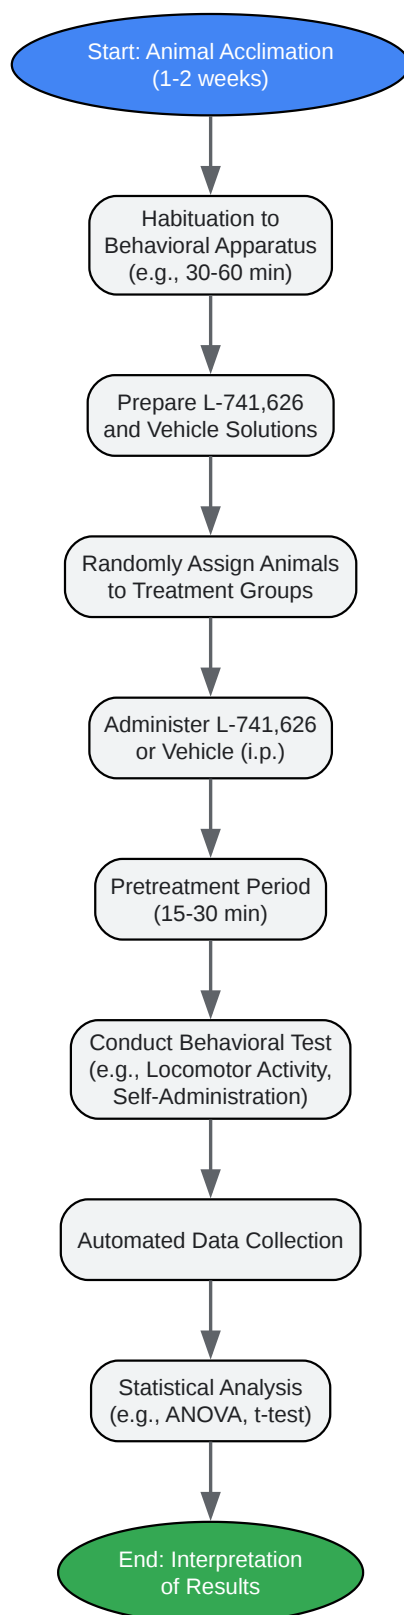 Start: Animal Acclimation
(1-2 weeks)
Habituation to
Behavioral Apparatus
(e.g., 30-60 min)
Prepare L-741,626
and Vehicle Solutions
Randomly Assign Animals
to Treatment Groups
Administer L-741,626
or Vehicle (i.p.)
Pretreatment Period
(15-30 min)
Conduct Behavioral Test
(e.g., Locomotor Activity,
Self-Administration)
Automated Data Collection
Statistical Analysis
(e.g., ANOVA, t-test)
End: Interpretation
of Results